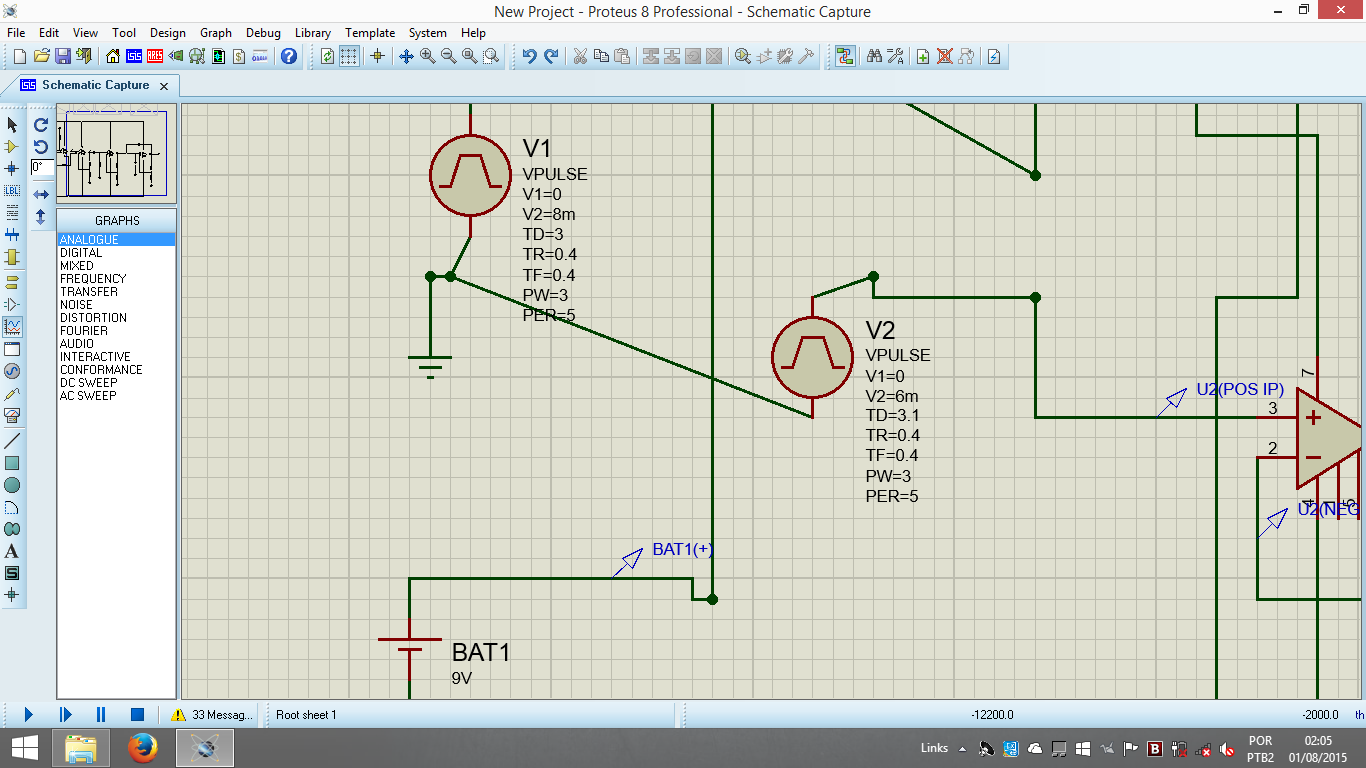 New Project - Proteus 8 Professional - Schematic Capture
File Edit View Tool Design Graph Debug Library Template System Help
Schematic Capture
0°
LBL
GRAPHS
ANALOGUE
DIGITAL
MIXED
FREQUENCY
TRANSFER
NOISE
DISTORTION
FOURIER
AUDIO
INTERACTIVE
CONFORMANCE
DC SWEEP
AC SWEEP
V1
VPULSE
V1=0
V2=8m
TD=3
TR=0.4
TF=0.4
PW=3
PER=5
V2
VPULSE
V1=0
V2=6m
TD=3.1
TR=0.4
TF=0.4
PW=3
PER=5
U2(POS IP)
7
3
2
4
1
5
U2(NEG
BAT1(+)
BAT1
9V
A
S
33 Messag...
Root sheet 1
-12200.0
-2000.0
th
Links
POR
PTB2
02:05
01/08/2015